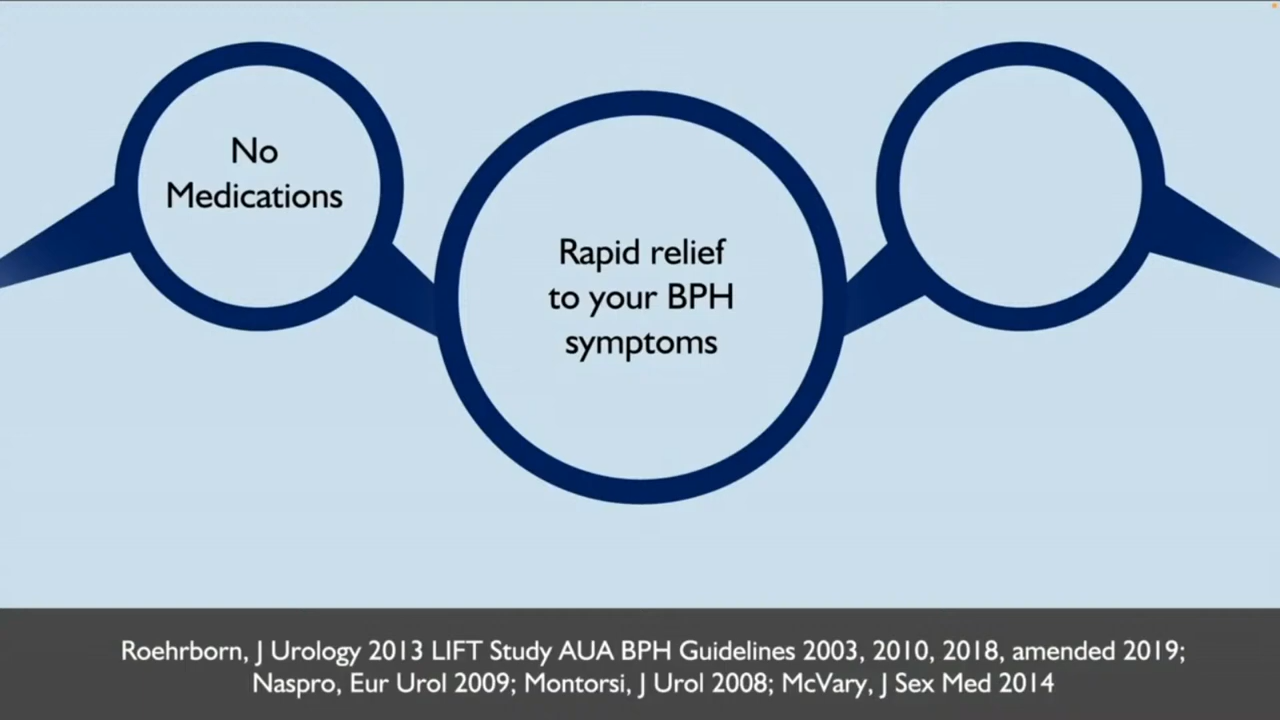 No
Medications
Rapid relief
to your BPH
symptoms
Roehrborn, J Urology 2013 LIFT Study AUA BPH Guidelines 2003, 2010, 2018, amended 2019;
Naspro, Eur Urol 2009; Montorsi, J Urol 2008; McVary, J Sex Med 2014